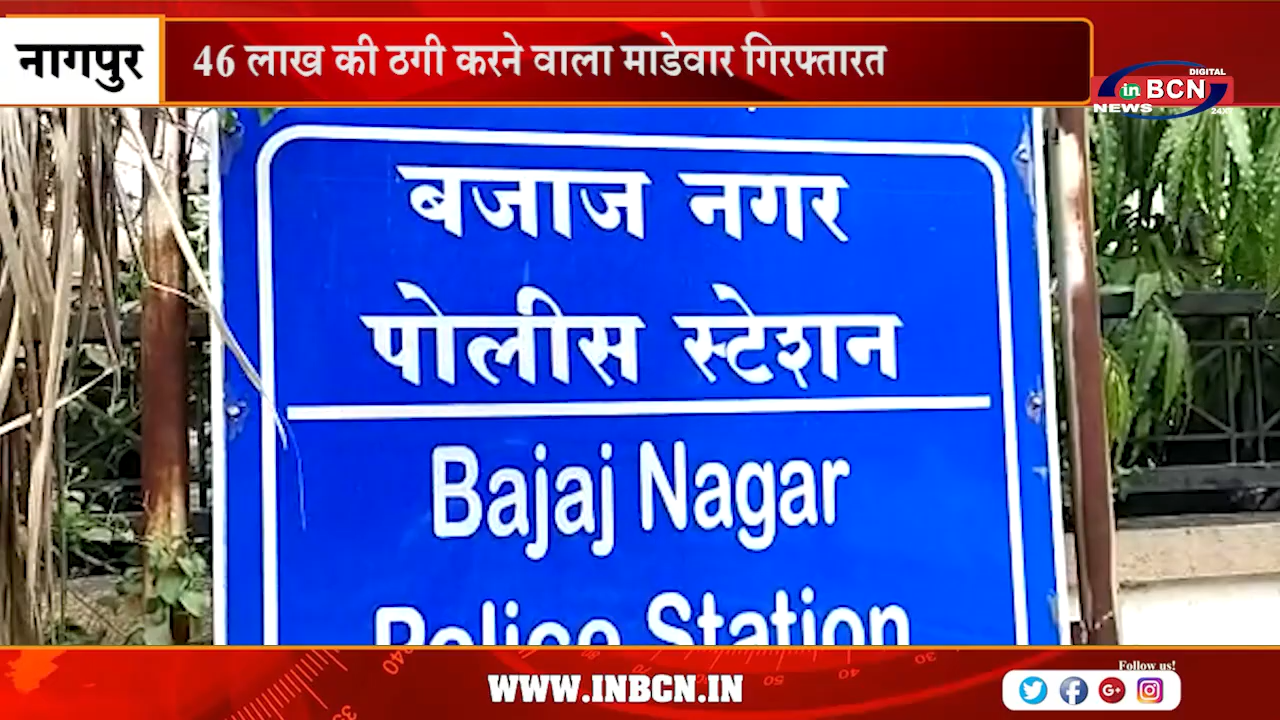 नागपुर
46 लाख की ठगी करने वाला माडेवार गिरफ्तारत
DIGITAL
in BCN
NEWS 24X7
बजाज नगर
पोलीस स्टेशन
Bajaj Nagar
Police Station
WWW.INBCN.IN
Follow us!